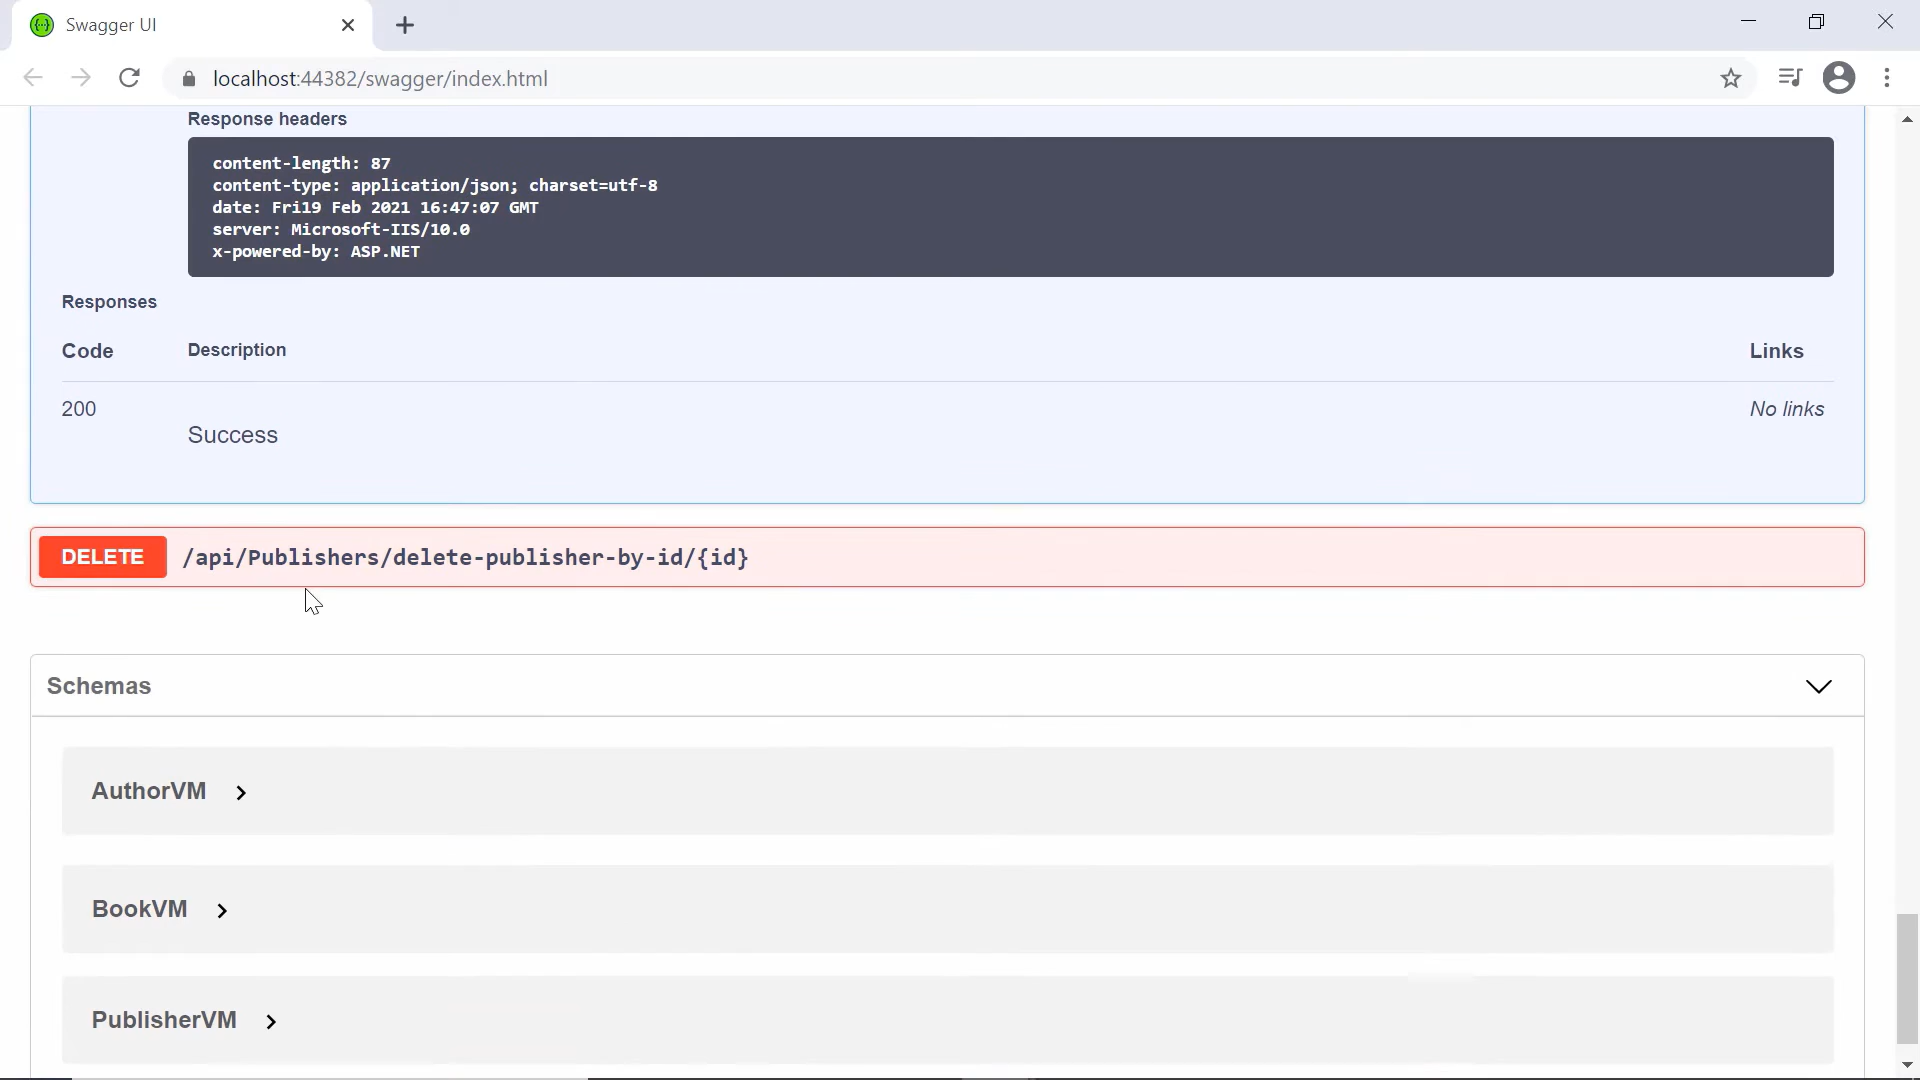 Swagger UI
localhost:44382/swagger/index.html
Response headers
content-length: 87
content-type: application/json; charset=utf-8
date: Fri19 Feb 2021 16:47:07 GMT
server: Microsoft-IIS/10.0
x-powered-by: ASP.NET
Responses
Code Description Links
200 No links
Success
DELETE /api/Publishers/delete-publisher-by-id/{id}
Schemas
AuthorVM
BookVM
PublisherVM